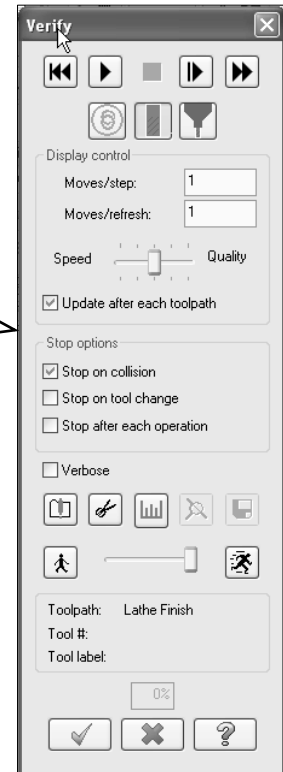 Verify
Display control
Moves/step: 1
Moves/refresh: 1
Speed Quality
Update after each toolpath
Stop options
Stop on collision
Stop on tool change
Stop after each operation
Verbose
Toolpath: Lathe Finish
Tool #:
Tool label:
0%